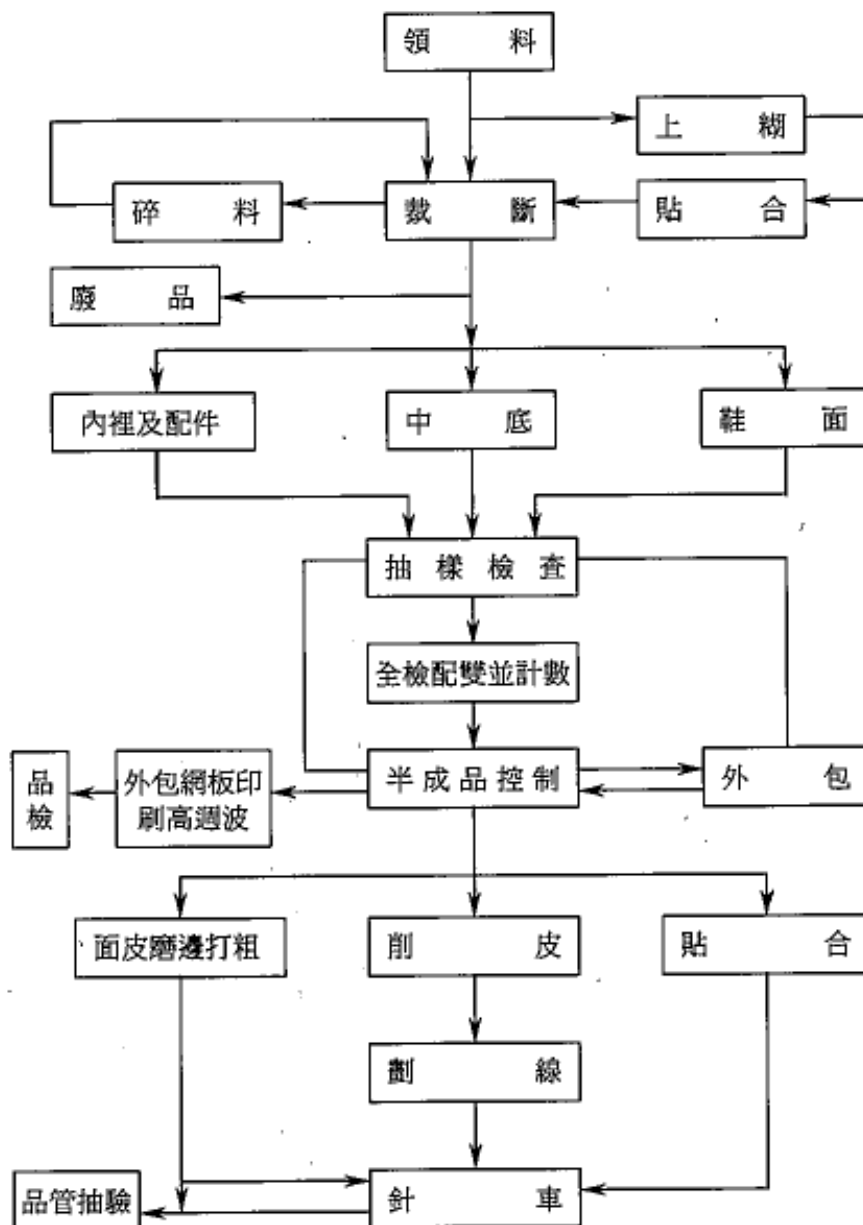 領料
上糊
碎料
裁斷
貼合
廢品
內裡及配件
中底
鞋面
抽樣檢查
全檢配雙並計數
品檢
外包網板印
刷高週波
半成品控制
外包
面皮磨邊打粗
削皮
貼合
劃線
品管抽驗
針車